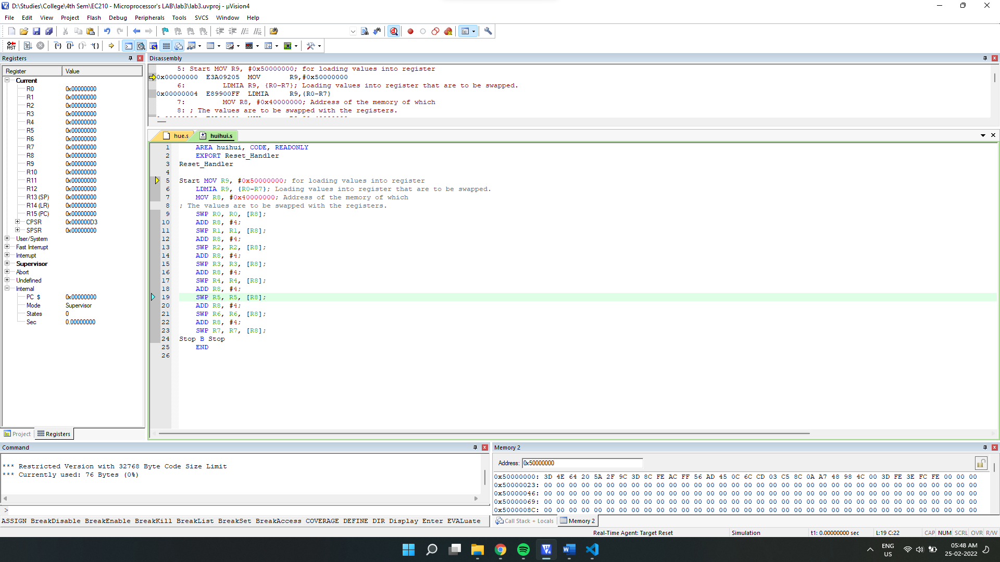 D:\Studies\College\4th Sem\EC210 - Microprocessor's LAB\lab3\lab3.uvproj - µVision4
File Edit View Project Flash Debug Peripherals Tools SVCS Window Help
Registers
Register Value
Current
R0 0x00000000
R1 0x00000000
R2 0x00000000
R3 0x00000000
R4 0x00000000
R5 0x00000000
R6 0x00000000
R7 0x00000000
R8 0x00000000
R9 0x00000000
R10 0x00000000
R11 0x00000000
R12 0x00000000
R13 (SP) 0x00000000
R14 (LR) 0x00000000
R15 (PC) 0x00000000
CPSR 0x000000D3
SPSR 0x00000000
User/System
Fast Interrupt
Interrupt
Supervisor
Abort
Undefined
Internal
PC $ 0x00000000
Mode Supervisor
States 0
Sec 0.00000000
Project Registers
Disassembly
5: Start MOV R9, #0x50000000; for loading values into register
0x00000000 E3A09205 MOV R9,#0x50000000
6: LDMIA R9, {R0-R7}; Loading values into register that are to be swapped.
0x00000004 E89900FF LDMIA R9,{R0-R7}
7: MOV R8, #0x40000000; Address of the memory of which
8: ; The values are to be swapped with the registers.
hue.s huihui.s
1 AREA huihui, CODE, READONLY
2 EXPORT Reset_Handler
3 Reset_Handler
4
5 Start MOV R9, #0x50000000; for loading values into register
6 LDMIA R9, {R0-R7}; Loading values into register that are to be swapped.
7 MOV R8, #0x40000000; Address of the memory of which
8 ; The values are to be swapped with the registers.
9 SWP R0, R0, [R8];
10 ADD R8, #4;
11 SWP R1, R1, [R8];
12 ADD R8, #4;
13 SWP R2, R2, [R8];
14 ADD R8, #4;
15 SWP R3, R3, [R8];
16 ADD R8, #4;
17 SWP R4, R4, [R8];
18 ADD R8, #4;
19 SWP R5, R5, [R8];
20 ADD R8, #4;
21 SWP R6, R6, [R8];
22 ADD R8, #4;
23 SWP R7, R7, [R8];
24 Stop B Stop
25 END
26
Command
*** Restricted Version with 32768 Byte Code Size Limit
*** Currently used: 76 Bytes (0%)
>
ASSIGN BreakDisable BreakEnable BreakKill BreakList BreakSet BreakAccess COVERAGE DEFINE DIR Display Enter EVALuate
Memory 2
Address: 0x50000000
0x50000000: 3D 4E 64 20 5A 2F 9C 3D 8C FE AC FF 56 AD 45 0C 6C CD 03 C5 8C 0A A7 48 98 4C 00 3D FE 3E FC FE 00 00 00
0x50000023: 00 00 00 00 00 00 00 00 00 00 00 00 00 00 00 00 00 00 00 00 00 00 00 00 00 00 00 00 00 00 00 00 00 00 00
0x50000046: 00 00 00 00 00 00 00 00 00 00 00 00 00 00 00 00 00 00 00 00 00 00 00 00 00 00 00 00 00 00 00 00 00 00 00
0x50000069: 00 00 00 00 00 00 00 00 00 00 00 00 00 00 00 00 00 00 00 00 00 00 00 00 00 00 00 00 00 00 00 00 00 00 00
0x5000008C: 00 00 00 00 00 00 00 00 00 00 00 00 00 00 00 00 00 00 00 00 00 00 00 00 00 00 00 00 00 00 00 00 00 00 00
Call Stack + Locals Memory 2
Real-Time Agent: Target Reset Simulation t1: 0.00000000 sec L:19 C:22 CAP NUM SCRL OVR R/W
ENG
US
05:48 AM
25-02-2022